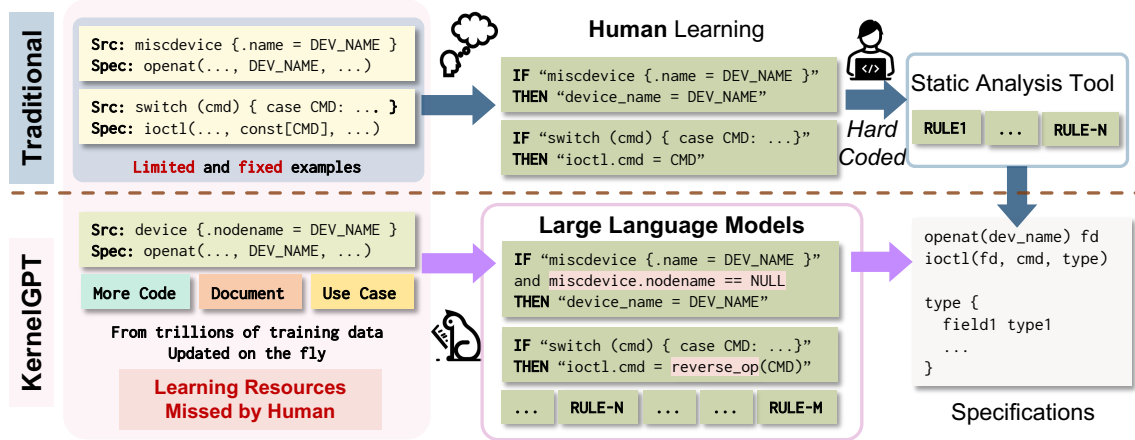 Traditional
Src: miscdevice {.name = DEV_NAME }
Spec: openat(..., DEV_NAME, ...)
Src: switch (cmd) { case CMD: ... }
Spec: ioctl(..., const[CMD], ...)
Limited and fixed examples
Human Learning
IF “miscdevice {.name = DEV_NAME }”
THEN “device_name = DEV_NAME”
IF “switch (cmd) { case CMD: ...}”
THEN “ioctl.cmd = CMD”
</>
Hard
Coded
Static Analysis Tool
RULE1
...
RULE-N
KernelGPT
Src: device {.nodename = DEV_NAME }
Spec: openat(..., DEV_NAME, ...)
More Code
Document
Use Case
From trillions of training data
Updated on the fly
Learning Resources
Missed by Human
Large Language Models
IF “miscdevice {.name = DEV_NAME }”
and miscdevice.nodename == NULL
THEN “device_name = DEV_NAME”
IF “switch (cmd) { case CMD: ...}”
THEN “ioctl.cmd = reverse_op(CMD)”
...
RULE-N
...
...
RULE-M
openat(dev_name) fd
ioctl(fd, cmd, type)
type {
field1 type1
...
}
Specifications